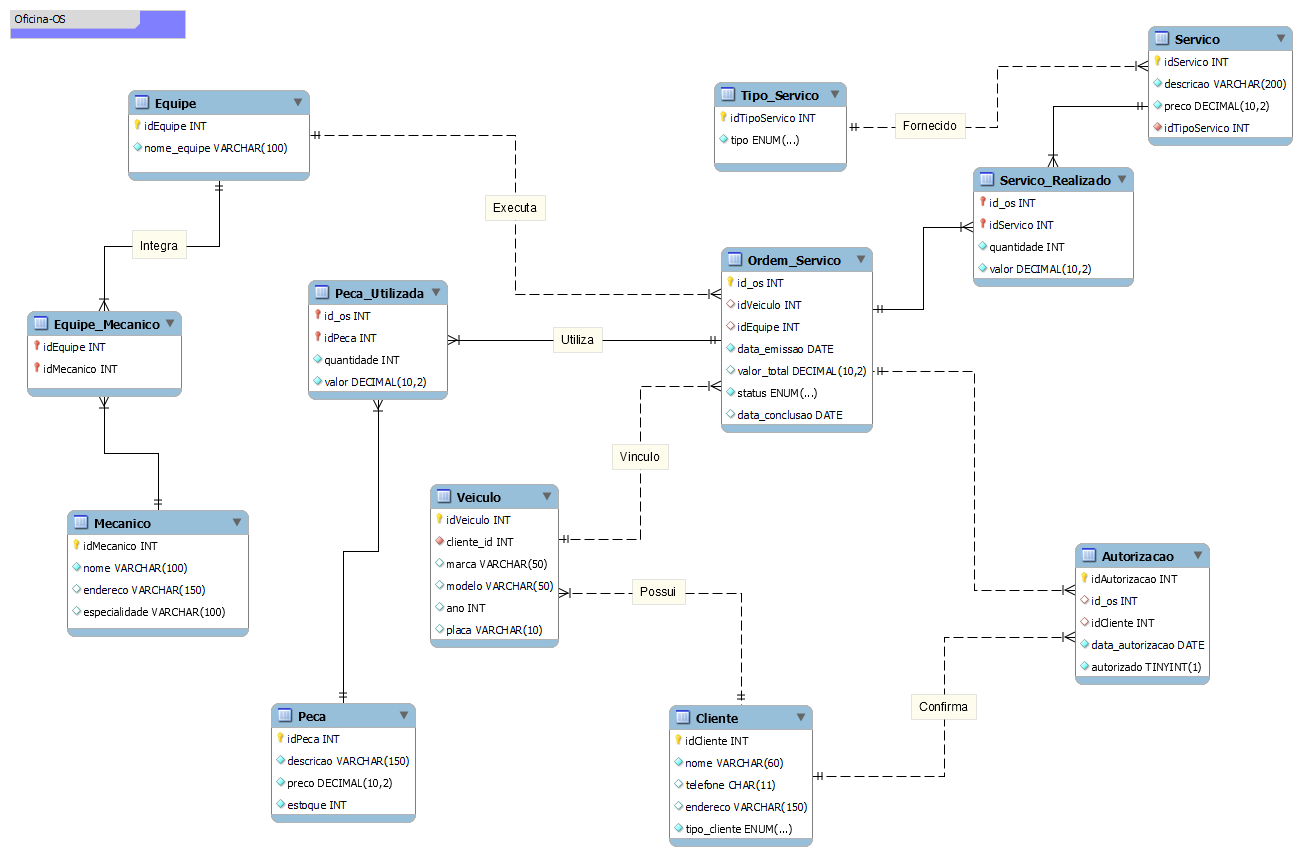 Oficina-OS
Equipe
idEquipe INT
nome_equipe VARCHAR(100)
Integra
Equipe_Mecanico
idEquipe INT
idMecanico INT
Mecanico
idMecanico INT
nome VARCHAR(100)
endereco VARCHAR(150)
especialidade VARCHAR(100)
Executa
Peca_Utilizada
id_os INT
idPeca INT
quantidade INT
valor DECIMAL(10,2)
Utiliza
Peca
idPeca INT
descricao VARCHAR(150)
preco DECIMAL(10,2)
estoque INT
Tipo_Servico
idTipoServico INT
tipo ENUM(...)
Fornecido
Servico
idServico INT
descricao VARCHAR(200)
preco DECIMAL(10,2)
idTipoServico INT
Servico_Realizado
id_os INT
idServico INT
quantidade INT
valor DECIMAL(10,2)
Ordem_Servico
id_os INT
idVeiculo INT
idEquipe INT
data_emissao DATE
valor_total DECIMAL(10,2)
status ENUM(...)
data_conclusao DATE
Vinculo
Veiculo
idVeiculo INT
cliente_id INT
marca VARCHAR(50)
modelo VARCHAR(50)
ano INT
placa VARCHAR(10)
Possui
Cliente
idCliente INT
nome VARCHAR(60)
telefone CHAR(11)
endereco VARCHAR(150)
tipo_cliente ENUM(...)
Confirma
Autorizacao
idAutorizacao INT
id_os INT
idCliente INT
data_autorizacao DATE
autorizado TINYINT(1)